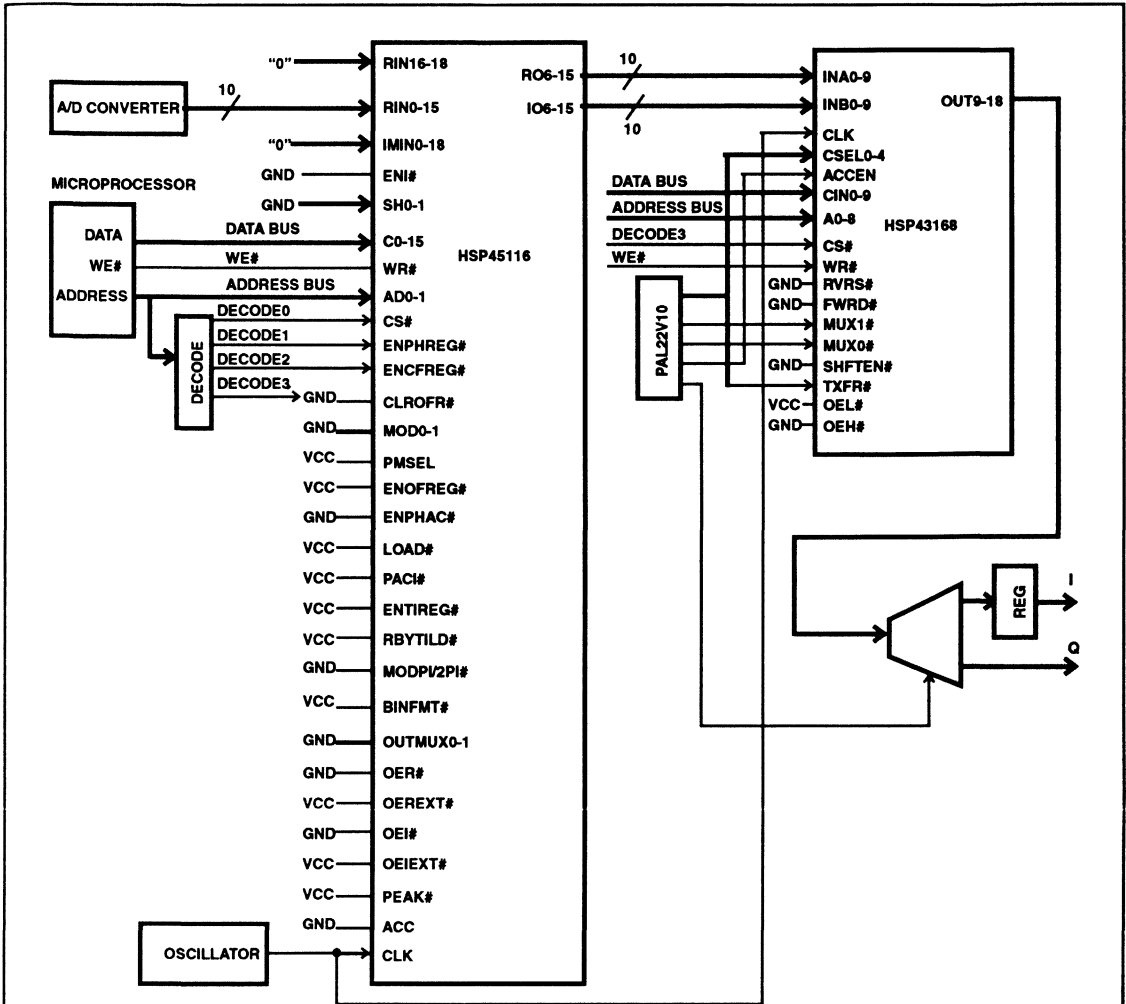 "0"
RIN16-18
A/D CONVERTER
10
RIN0-15
"0"
IMIN0-18
GND
ENI#
MICROPROCESSOR
GND
SH0-1
DATA
DATA BUS
C0-15
WE#
WE#
WR#
ADDRESS
ADDRESS BUS
AD0-1
DECODE
DECODE0
CS#
DECODE1
ENPHREG#
DECODE2
ENCFREG#
DECODE3
GND
CLROFR#
GND
MOD0-1
VCC
PMSEL
VCC
ENOFREG#
GND
ENPHAC#
VCC
LOAD#
VCC
PACI#
VCC
ENTIREG#
VCC
RBYTILD#
GND
MODPI/2PI#
VCC
BINFMT#
GND
OUTMUX0-1
GND
OER#
VCC
OEREXT#
GND
OEI#
VCC
OEIEXT#
VCC
PEAK#
GND
ACC
OSCILLATOR
CLK
HSP45116
RO6-15
10
IO6-15
10
INA0-9
INB0-9
OUT9-18
CLK
CSEL0-4
ACCEN
DATA BUS
CIN0-9
ADDRESS BUS
A0-8
HSP43168
DECODE3
CS#
WE#
WR#
GND
RVRS#
GND
FWRD#
MUX1#
MUX0#
PAL22V10
GND
SHFTEN#
TXFR#
VCC
OEL#
GND
OEH#
REG
I
Q